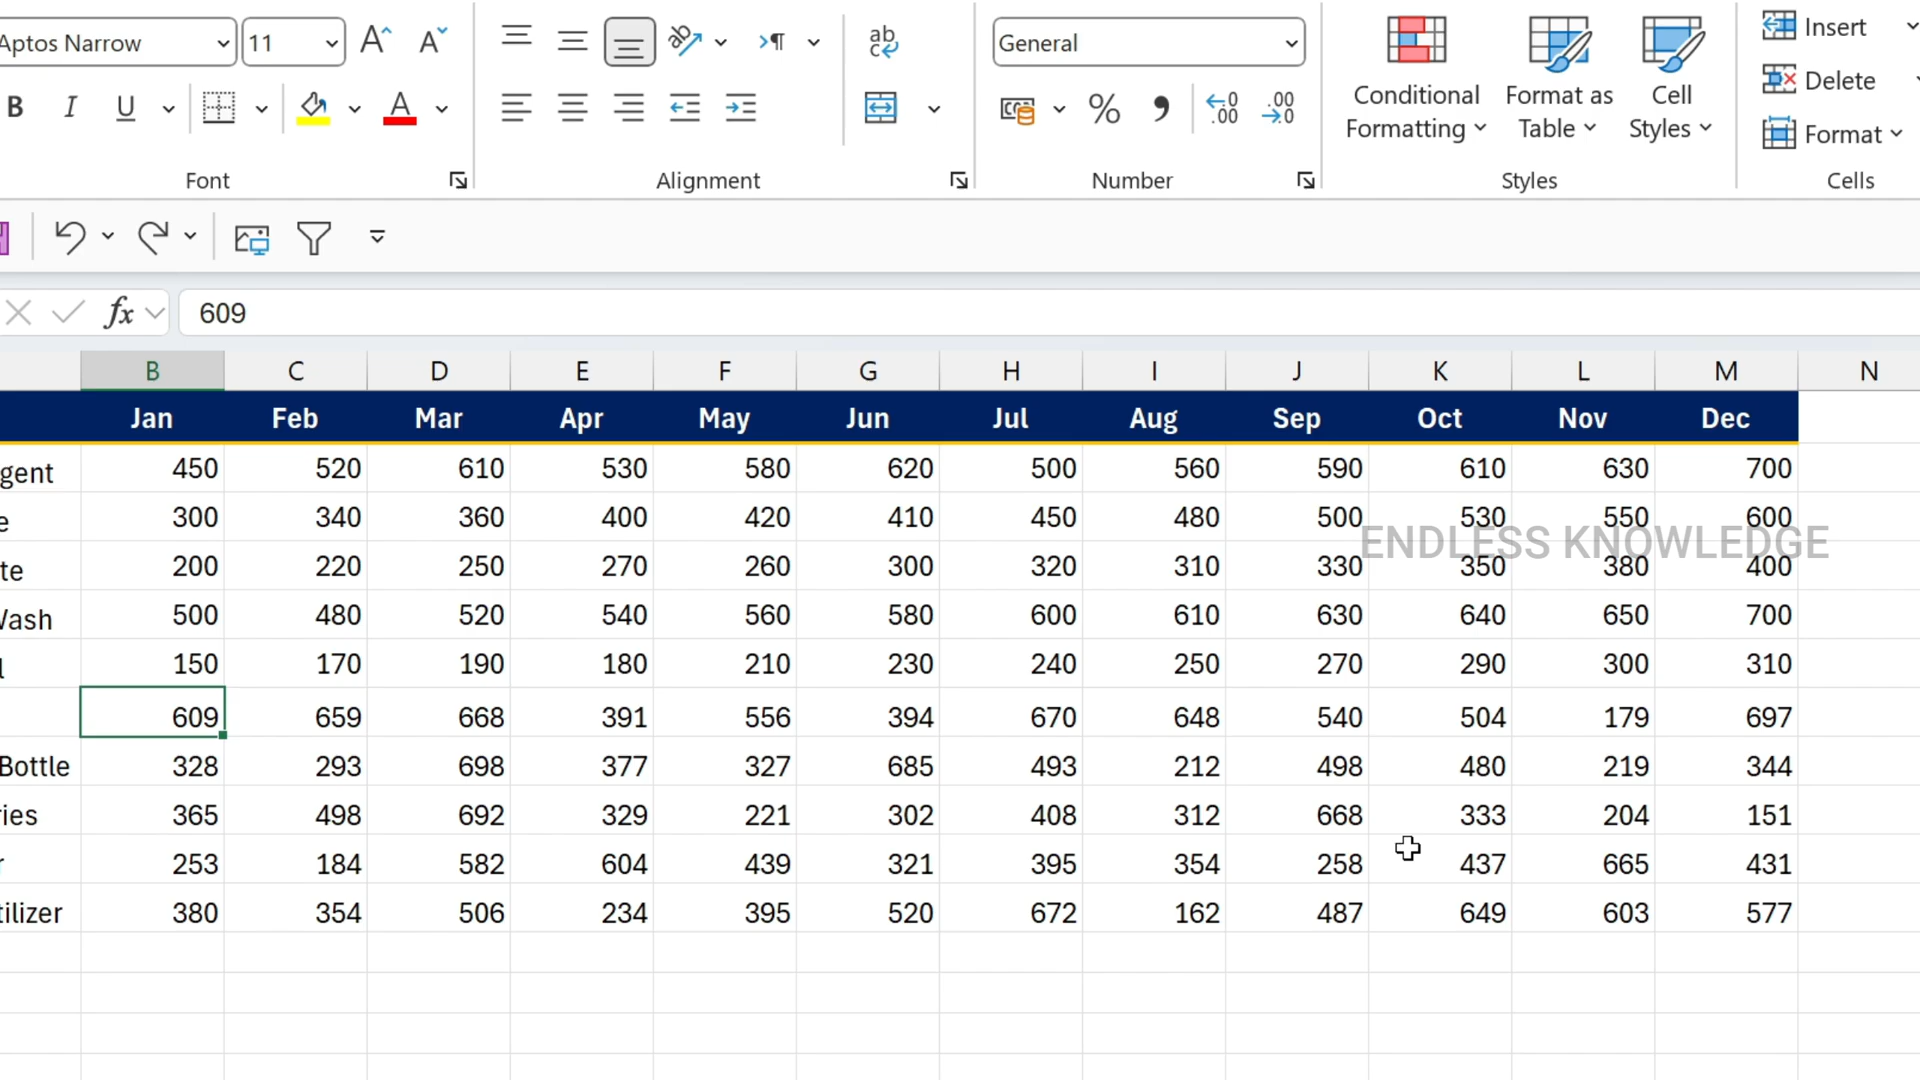 Aptos Narrow 11 General Insert
B I U Conditional Formatting Format as Table Cell Styles Delete
Format
Font Alignment Number Styles Cells
fx 609
B C D E F G H I J K L M N
Jan Feb Mar Apr May Jun Jul Aug Sep Oct Nov Dec
gent 450 520 610 530 580 620 500 560 590 610 630 700
e 300 340 360 400 420 410 450 480 500 530 550 600
ENDLESS KNOWLEDGE
te 200 220 250 270 260 300 320 310 330 350 380 400
Wash 500 480 520 540 560 580 600 610 630 640 650 700
l 150 170 190 180 210 230 240 250 270 290 300 310
609 659 668 391 556 394 670 648 540 504 179 697
Bottle 328 293 698 377 327 685 493 212 498 480 219 344
ries 365 498 692 329 221 302 408 312 668 333 204 151
r 253 184 582 604 439 321 395 354 258 437 665 431
tilizer 380 354 506 234 395 520 672 162 487 649 603 577